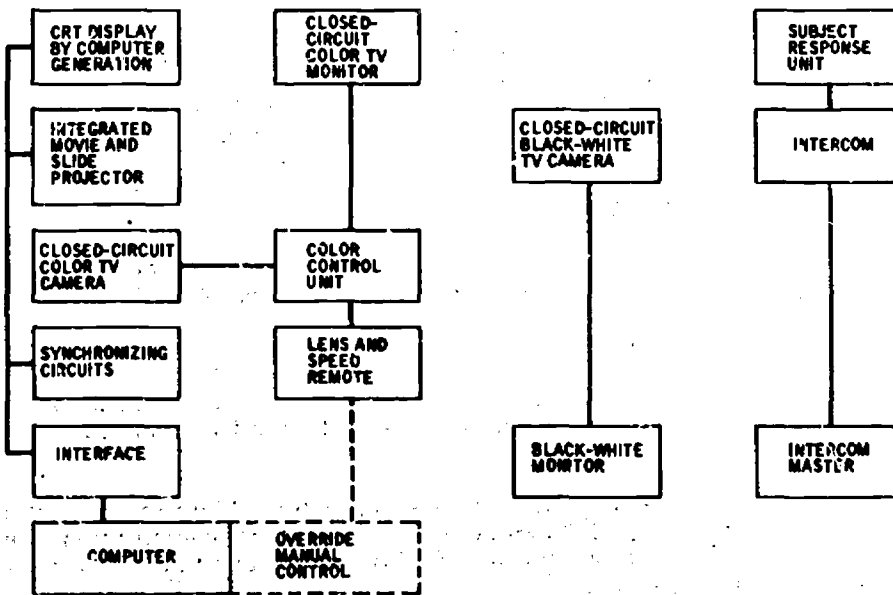 CRT DISPLAY
BY COMPUTER
GENERATION
CLOSED-
CIRCUIT
COLOR TV
MONITOR
SUBJECT
RESPONSE
UNIT
INTEGRATED
MOVIE AND
SLIDE
PROJECTOR
CLOSED-CIRCUIT
BLACK-WHITE
TV CAMERA
INTERCOM
CLOSED-CIRCUIT
COLOR TV
CAMERA
COLOR
CONTROL
UNIT
SYNCHRONIZING
CIRCUITS
LENS AND
SPEED
REMOTE
INTERFACE
BLACK-WHITE
MONITOR
INTERCOM
MASTER
COMPUTER
OVERRIDE
MANUAL
CONTROL